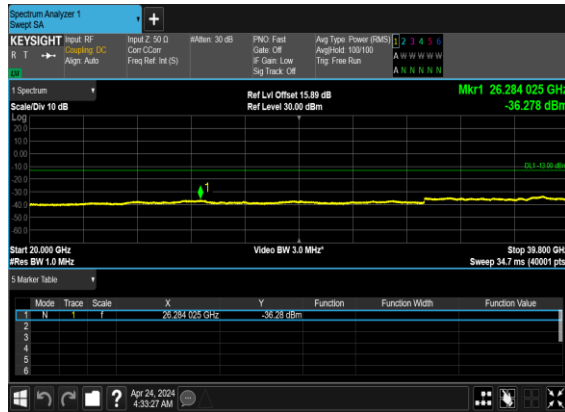 Spectrum Analyzer 1
Swept SA
KEYSIGHT Input: RF Input Z: 50 Ω #Atten: 30 dB PNO: Fast Avg Type: Power (RMS) 1 2 3 4 5 6
R T Coupling: DC Corr CCorr Gate: Off Avg|Hold: 100/100 A W W W W W
Align: Auto Freq Ref: Int (S) IF Gain: Low Trig: Free Run
LW Sig Track: Off A N N N N N
1 Spectrum
Ref Lvl Offset 15.89 dB Mkr1 26.284 025 GHz
Scale/Div 10 dB Ref Level 30.00 dBm -36.278 dBm
Log
20.0
10.0
0.00
-10.0
DL1 -13.00 dBm
-20.0
-30.0
1
-40.0
-50.0
-60.0
Start 20.000 GHz Video BW 3.0 MHz* Stop 39.800 GHz
#Res BW 1.0 MHz Sweep 34.7 ms (40001 pts)
5 Marker Table
Mode Trace Scale X Y Function Function Width Function Value
1 N 1 f 26.284 025 GHz -36.28 dBm
2
3
4
5
6
Apr 24, 2024
4:33:27 AM